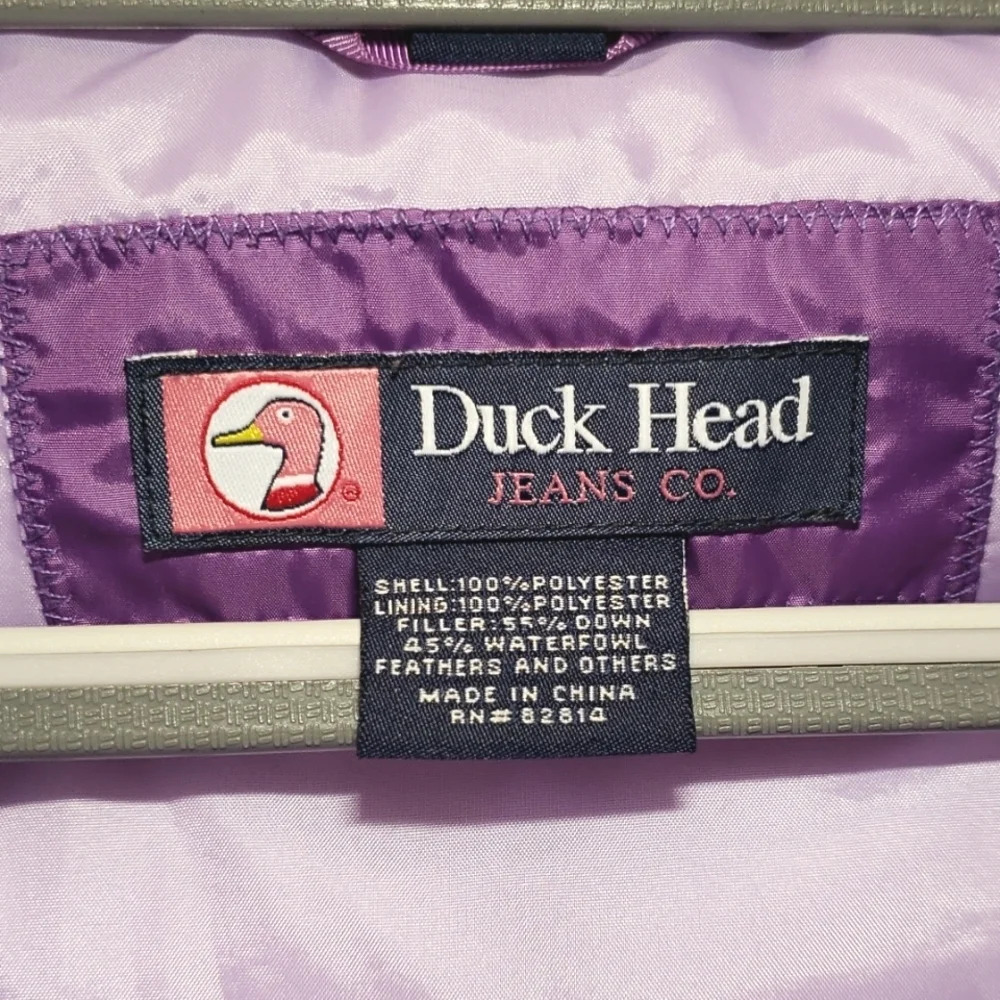 Duck Head
JEANS CO.
®
SHELL:100%POLYESTER
LINING:100%POLYESTER
FILLER:55% DOWN
45% WATERFOWL
FEATHERS AND OTHERS
MADE IN CHINA
RN# 82814